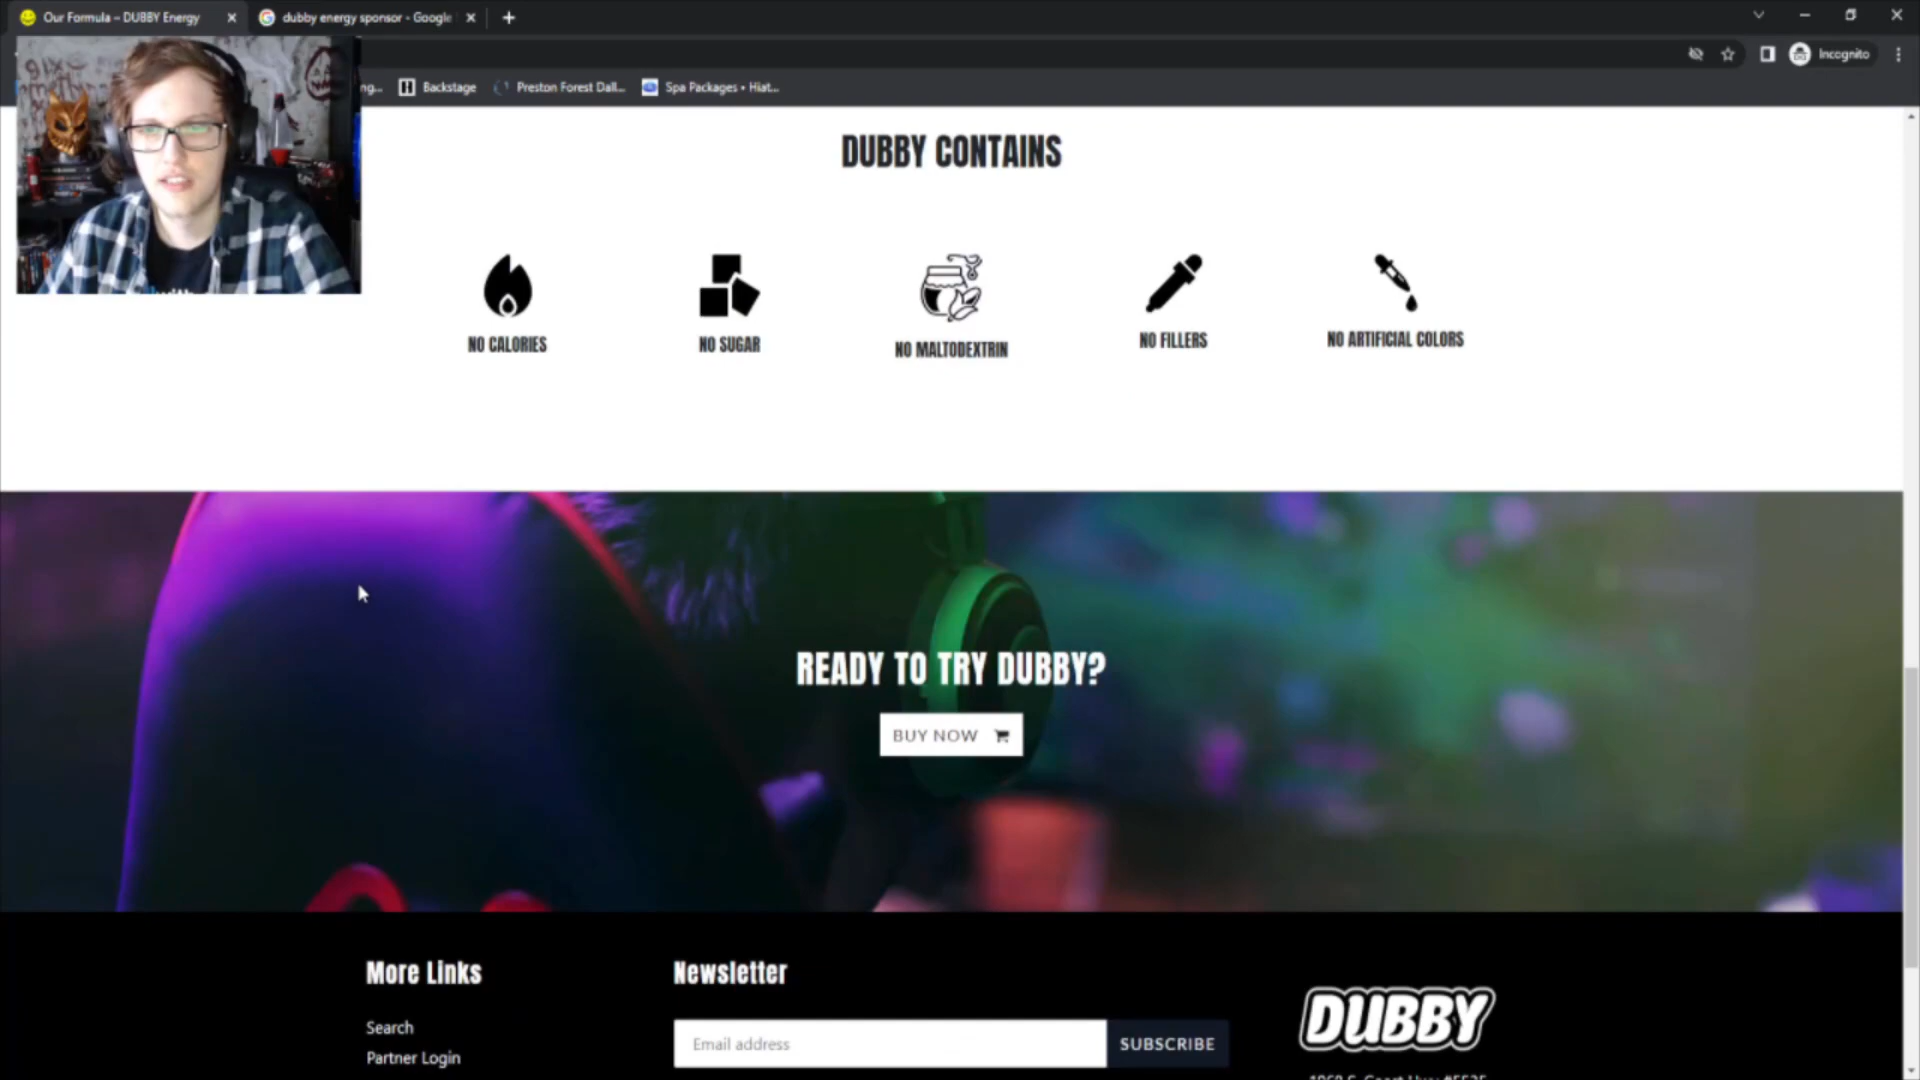 Our Formula – DUBBY Energy
dubby energy sponsor - Google
Incognito
ng...
Backstage
Preston Forest Dall...
Spa Packages • Hiat...
DUBBY CONTAINS
NO CALORIES
NO SUGAR
NO MALTODEXTRIN
NO FILLERS
NO ARTIFICIAL COLORS
READY TO TRY DUBBY?
BUY NOW
More Links
Newsletter
DUBBY
Search
Email address
SUBSCRIBE
Partner Login